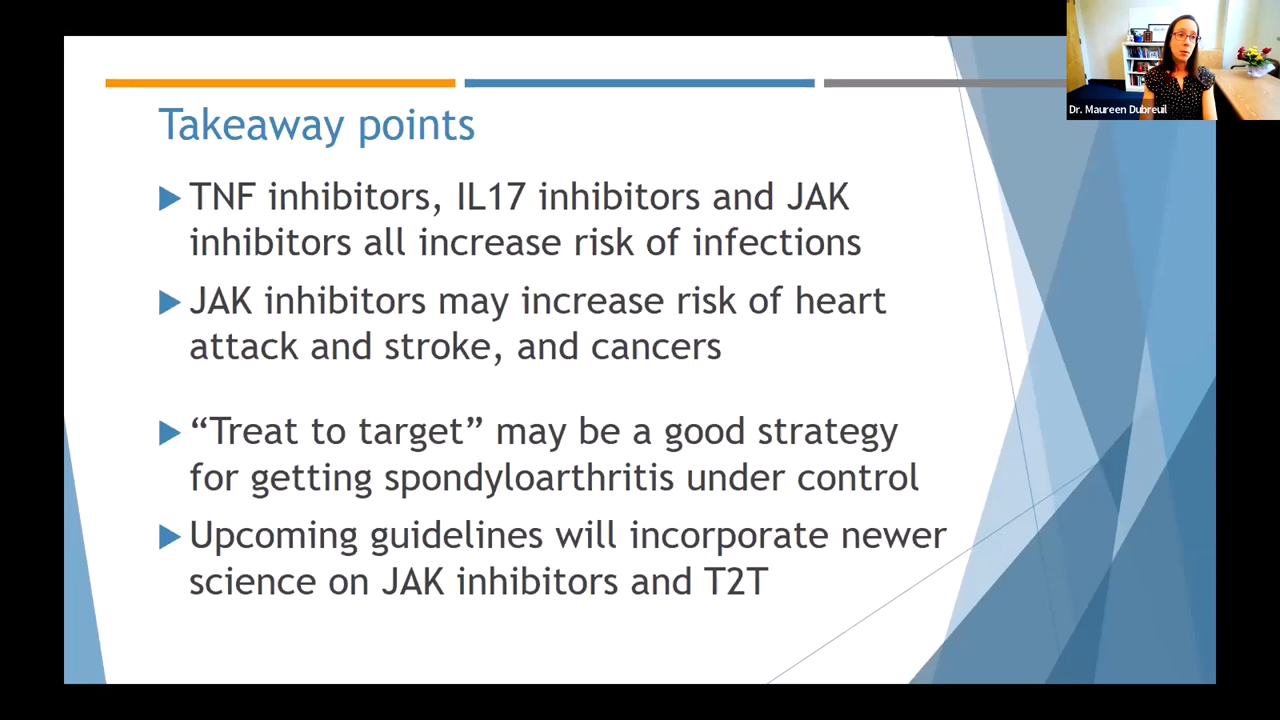 Takeaway points
TNF inhibitors, IL17 inhibitors and JAK
inhibitors all increase risk of infections
JAK inhibitors may increase risk of heart
attack and stroke, and cancers
“Treat to target” may be a good strategy
for getting spondyloarthritis under control
Upcoming guidelines will incorporate newer
science on JAK inhibitors and T2T
Dr. Maureen Dubreuil